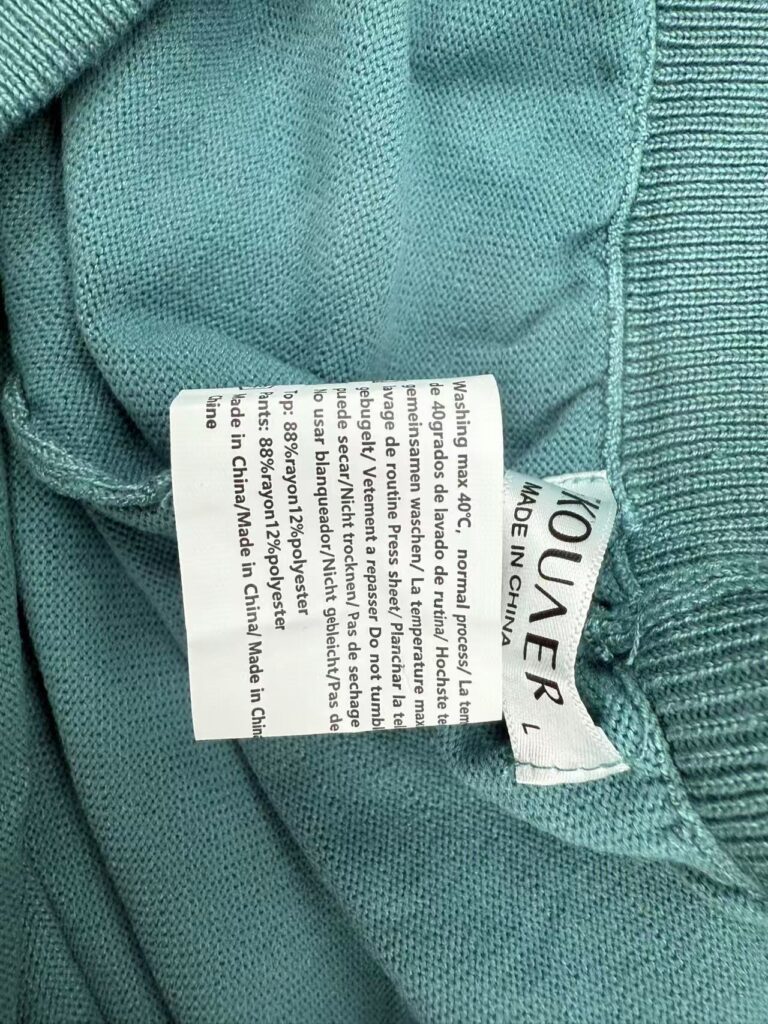 KOUΛER
MADE IN CHINA
L
Washing max 40℃, normal process/ La tem
de 40grados de lavado de rutina/ Hochste te
gemeinsamen waschen/ La temperature max
lavage de routine Press sheet/ Planchar la tel
gebugelt/ Vetement a repasser Do not tumbl
puede secar/Nicht trocknen/ Pas de sechage
No usar blanqueador/Nicht gebleicht/Pas de
Top: 88%rayon12%polyester
Pants: 88%rayon12%polyester
Made in China/Made in China/ Made in Chin
Chine